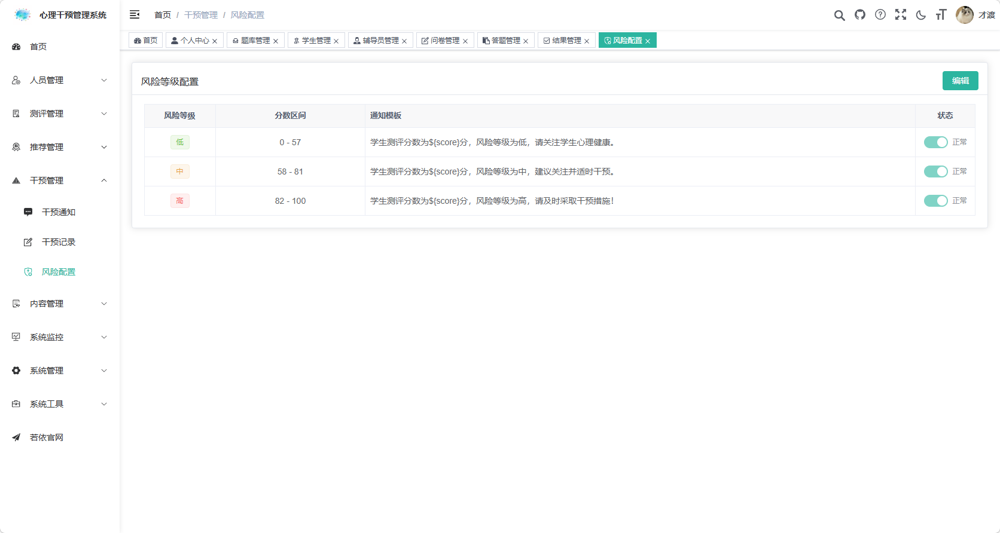 心理干预管理系统
首页 / 干预管理 / 风险配置
才渡
首页
个人中心
题库管理
学生管理
辅导员管理
问卷管理
答题管理
结果管理
风险配置
首页
人员管理
测评管理
推荐管理
干预管理
干预通知
干预记录
风险配置
内容管理
系统监控
系统管理
系统工具
若依官网
风险等级配置
编辑
风险等级 分数区间 通知模板 状态
低 0 - 57 学生测评分数为${score}分，风险等级为低，请关注学生心理健康。 正常
中 58 - 81 学生测评分数为${score}分，风险等级为中，建议关注并适时干预。 正常
高 82 - 100 学生测评分数为${score}分，风险等级为高，请及时采取干预措施！ 正常